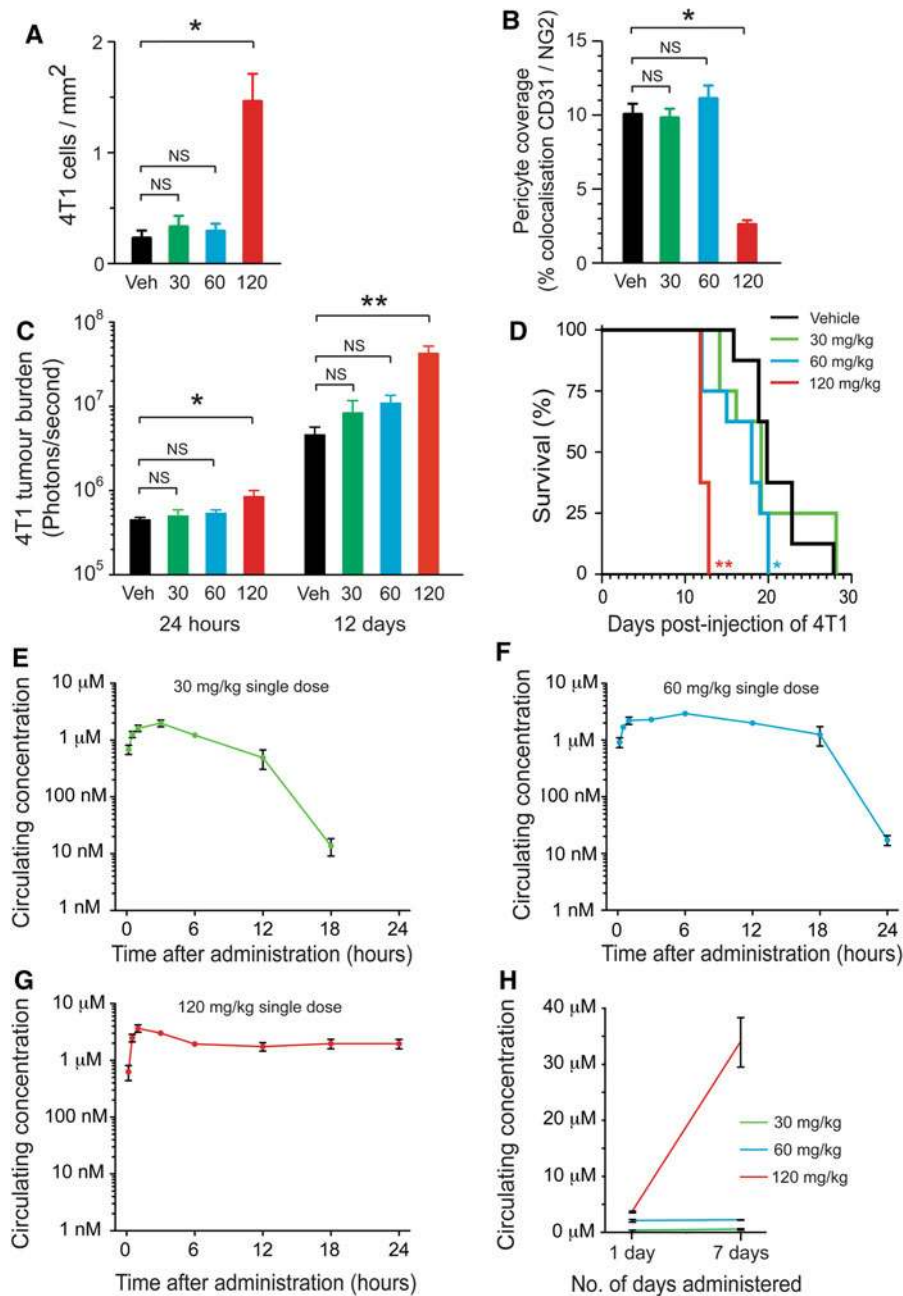 A
4T1 cells / mm2
2
1
0
*
NS
NS
Veh 30 60 120
B
Pericyte coverage
(% colocalisation CD31 / NG2)
15
10
5
0
*
NS
NS
Veh 30 60 120
C
4T1 tumour burden
(Photons/second)
10^8
10^7
10^6
10^5
*
NS
NS
**
NS
NS
Veh 30 60 120 Veh 30 60 120
24 hours 12 days
D
Survival (%)
100
75
50
25
0
Vehicle
30 mg/kg
60 mg/kg
120 mg/kg
** *
0 10 20 30
Days post-injection of 4T1
E
Circulating concentration
10 µM
1 µM
100 nM
10 nM
1 nM
30 mg/kg single dose
0 6 12 18 24
Time after administration (hours)
F
Circulating concentration
10 µM
1 µM
100 nM
10 nM
1 nM
60 mg/kg single dose
0 6 12 18 24
Time after administration (hours)
G
Circulating concentration
10 µM
1 µM
100 nM
10 nM
1 nM
120 mg/kg single dose
0 6 12 18 24
Time after administration (hours)
H
Circulating concentration
40 µM
30 µM
20 µM
10 µM
0 µM
30 mg/kg
60 mg/kg
120 mg/kg
1 day 7 days
No. of days administered